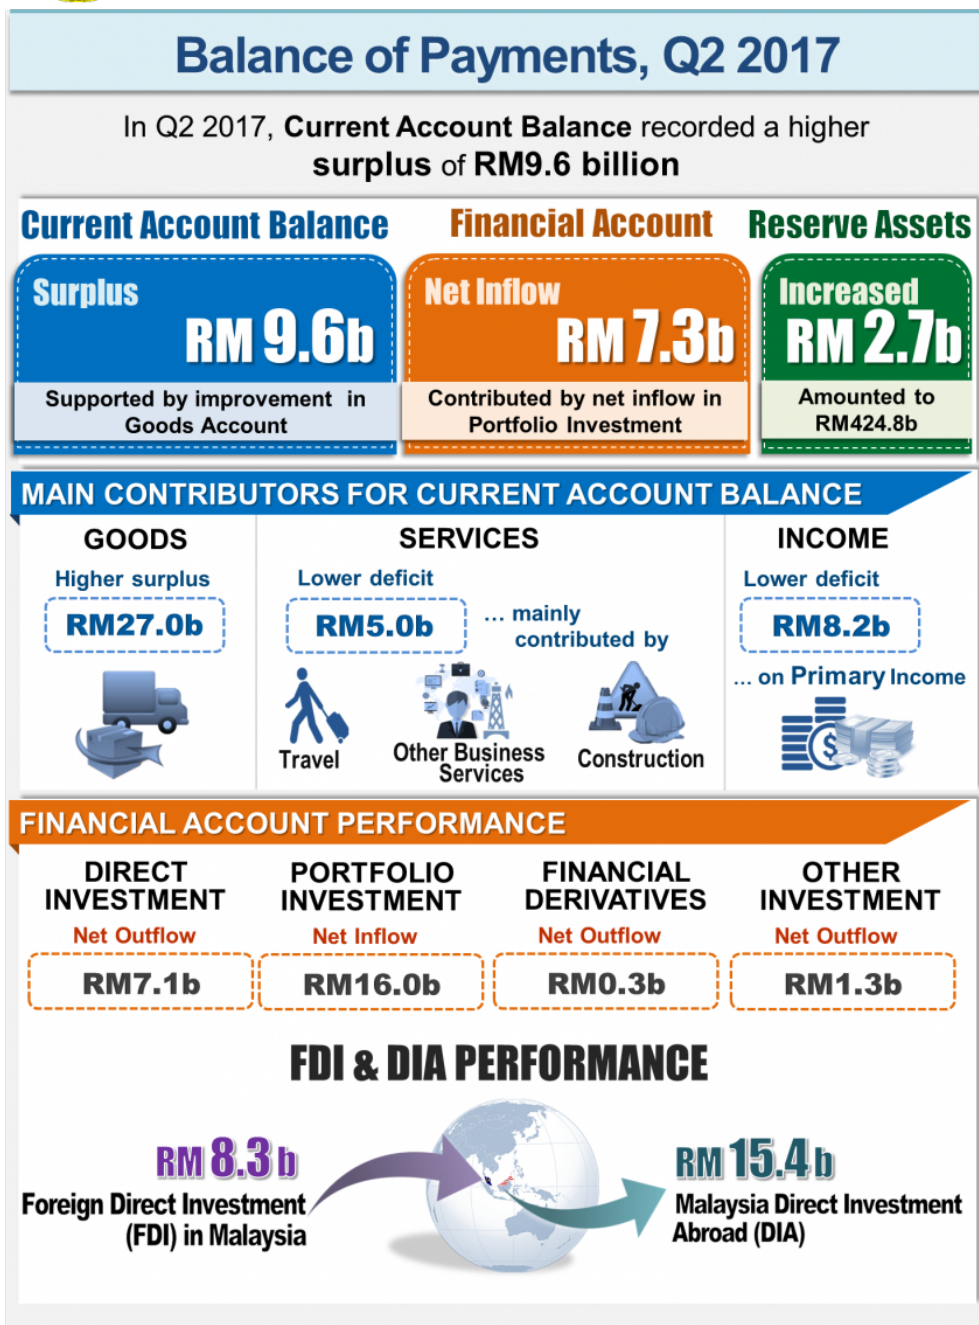 Balance of Payments, Q2 2017
In Q2 2017, Current Account Balance recorded a higher
surplus of RM9.6 billion
Current Account Balance
Surplus
RM 9.6b
Supported by improvement in
Goods Account
Financial Account
Net Inflow
RM 7.3b
Contributed by net inflow in
Portfolio Investment
Reserve Assets
Increased
RM 2.7b
Amounted to
RM424.8b
MAIN CONTRIBUTORS FOR CURRENT ACCOUNT BALANCE
GOODS
Higher surplus
RM27.0b
SERVICES
Lower deficit
RM5.0b
... mainly
contributed by
Travel
Other Business
Services
Construction
INCOME
Lower deficit
RM8.2b
... on Primary Income
$
FINANCIAL ACCOUNT PERFORMANCE
DIRECT
INVESTMENT
Net Outflow
RM7.1b
PORTFOLIO
INVESTMENT
Net Inflow
RM16.0b
FINANCIAL
DERIVATIVES
Net Outflow
RM0.3b
OTHER
INVESTMENT
Net Outflow
RM1.3b
FDI & DIA PERFORMANCE
RM 8.3 b
Foreign Direct Investment
(FDI) in Malaysia
RM 15.4 b
Malaysia Direct Investment
Abroad (DIA)